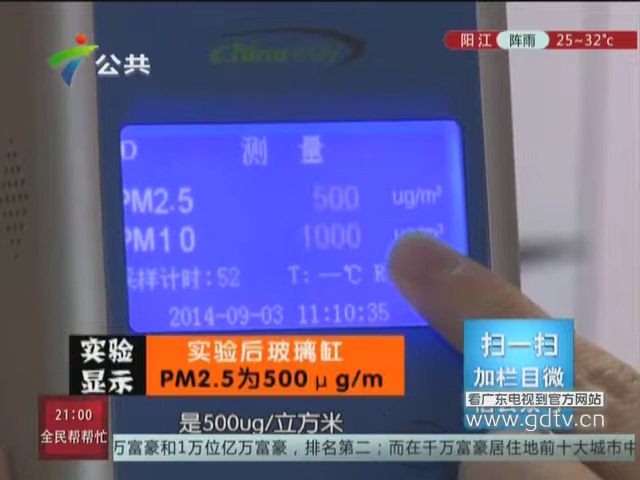 公共
阳江 阵雨 25~32℃
Chinaway
测 量
PM2.5 500 ug/m³
PM10 1000 ug/m³
采样计时:52 T:--℃ R
2014-09-03 11:10:35
实验
显示
实验后玻璃缸
PM2.5为500μg/m
扫一扫
加栏目微
看广东电视到官方网站
www.gdtv.cn
21:00
全民帮帮忙
是500ug/立方米
万富豪和1万位亿万富豪，排名第二；而在千万富豪居住地前十大城市中